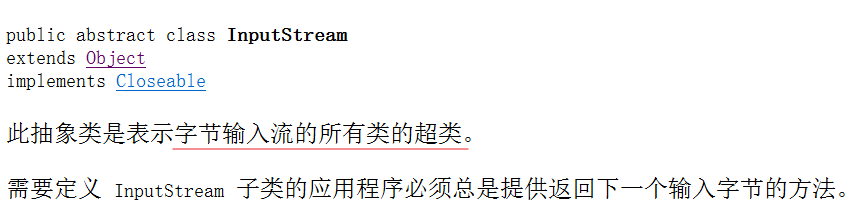 public abstract class InputStream
extends Object
implements Closeable
此抽象类是表示字节输入流的所有类的超类。
需要定义 InputStream 子类的应用程序必须总是提供返回下一个输入字节的方法。